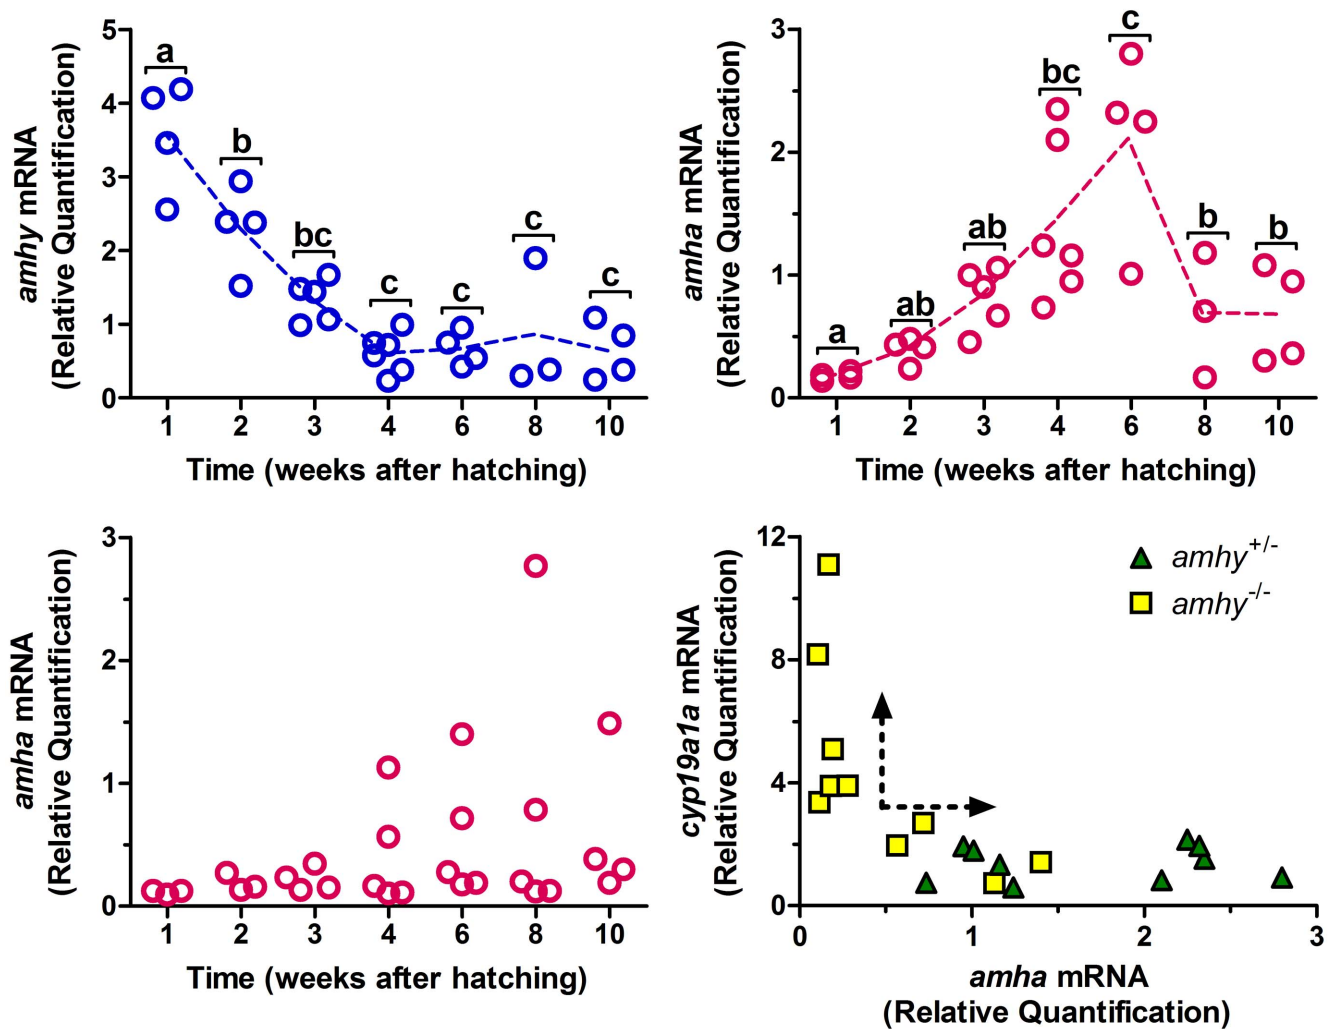 amhy mRNA
(Relative Quantification)
5
4
3
2
1
0
a
b
bc
c
c
c
c
1 2 3 4 6 8 10
Time (weeks after hatching)
amha mRNA
(Relative Quantification)
3
2
1
0
a
ab
ab
bc
c
b
b
1 2 3 4 6 8 10
Time (weeks after hatching)
amha mRNA
(Relative Quantification)
3
2
1
0
1 2 3 4 6 8 10
Time (weeks after hatching)
cyp19a1a mRNA
(Relative Quantification)
12
8
4
0
amhy+/-
amhy-/-
0 1 2 3
amha mRNA
(Relative Quantification)